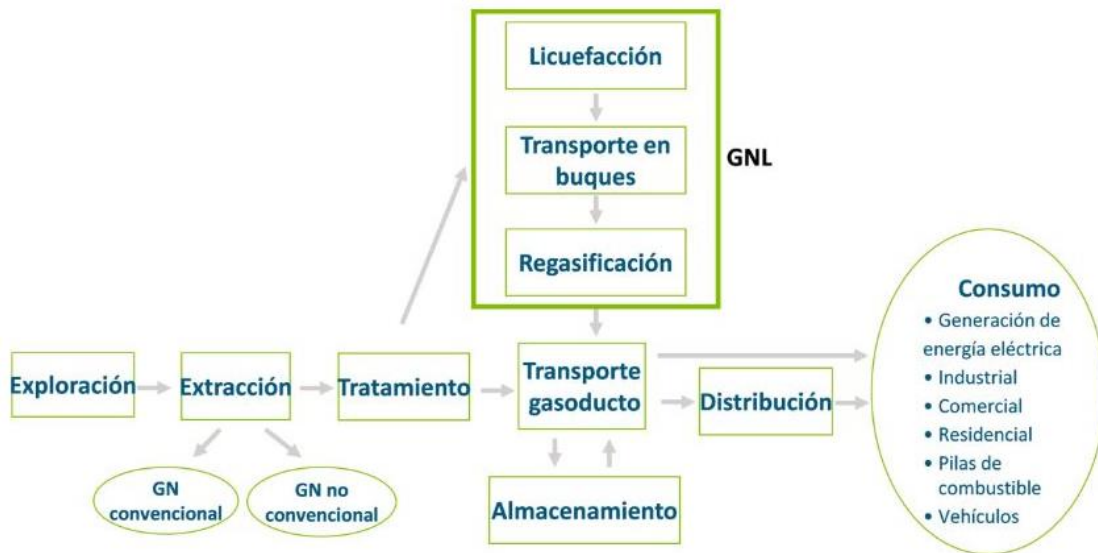 Licuefacción
Transporte en
buques
GNL
Regasificación
Exploración
Extracción
Tratamiento
Transporte
gasoducto
Distribución
GN
convencional
GN no
convencional
Almacenamiento
Consumo
• Generación de
energía eléctrica
• Industrial
• Comercial
• Residencial
• Pilas de
combustible
• Vehículos